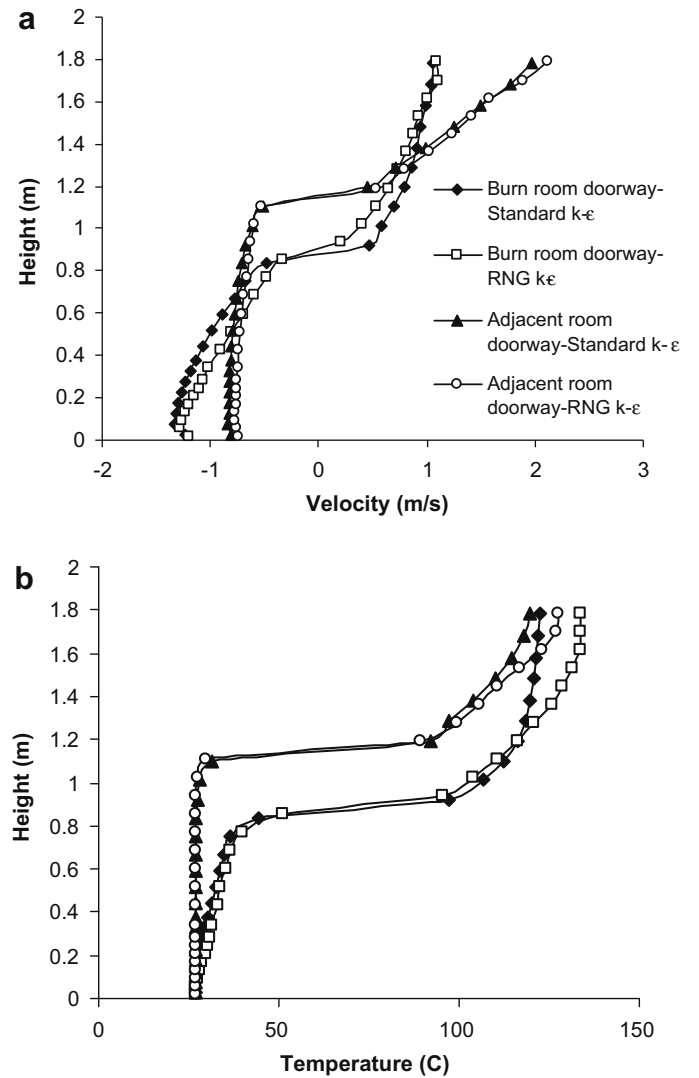 a
2
1.8
1.6
1.4
1.2
1
0.8
0.6
0.4
0.2
0
Height (m)
-2 -1 0 1 2 3
Velocity (m/s)
Burn room doorway-
Standard k-ε
Burn room doorway-
RNG kε
Adjacent room
doorway-Standard k- ε
Adjacent room
doorway-RNG k-ε
b
2
1.8
1.6
1.4
1.2
1
0.8
0.6
0.4
0.2
0
Height (m)
0 50 100 150
Temperature (C)